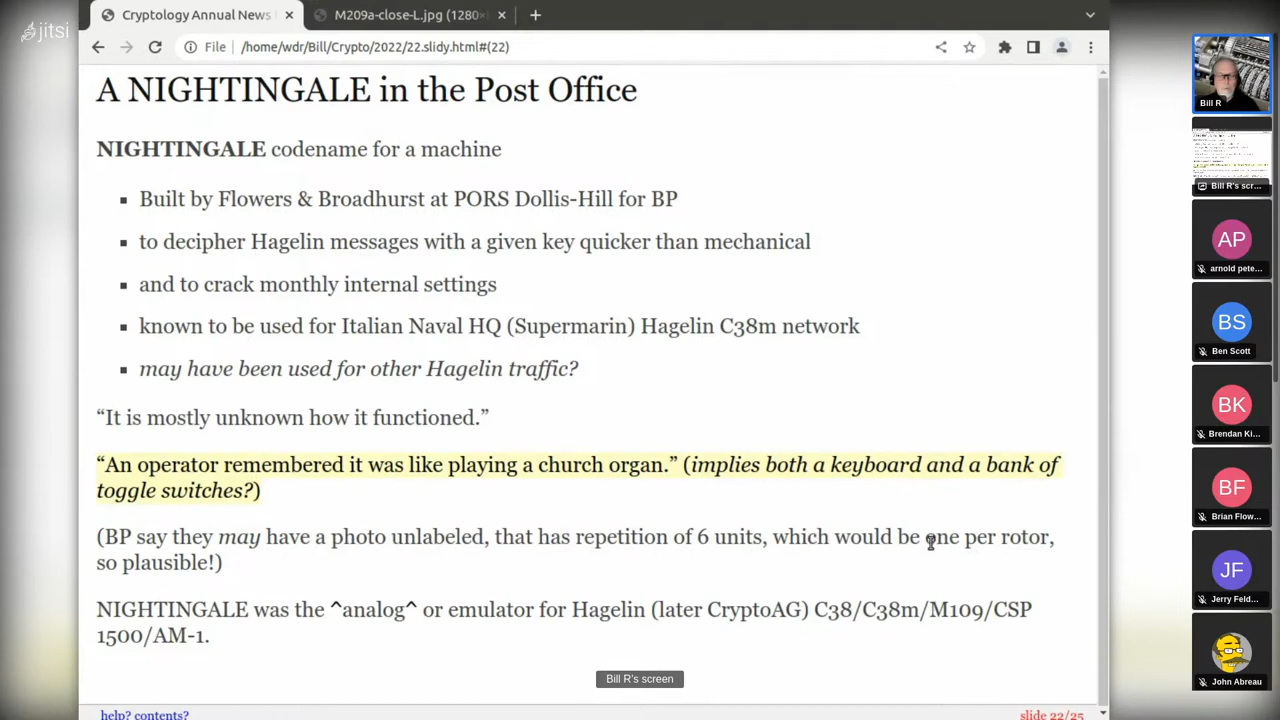 jitsi
Cryptology Annual News
M209a-close-L.jpg (1280×
File
/home/wdr/Bill/Crypto/2022/22.slidy.html#(22)
A NIGHTINGALE in the Post Office
NIGHTINGALE codename for a machine
Built by Flowers & Broadhurst at PORS Dollis-Hill for BP
to decipher Hagelin messages with a given key quicker than mechanical
and to crack monthly internal settings
known to be used for Italian Naval HQ (Supermarin) Hagelin C38m network
may have been used for other Hagelin traffic?
“It is mostly unknown how it functioned.”
“An operator remembered it was like playing a church organ.” (implies both a keyboard and a bank of
toggle switches?)
(BP say they may have a photo unlabeled, that has repetition of 6 units, which would be one per rotor,
so plausible!)
NIGHTINGALE was the ^analog^ or emulator for Hagelin (later CryptoAG) C38/C38m/M109/CSP
1500/AM-1.
Bill R's screen
help? contents?
slide 22/25
Bill R
Bill R's scr...
AP
arnold pete...
BS
Ben Scott
BK
Brendan Ki...
BF
Brian Flow...
JF
Jerry Feld...
John Abreau